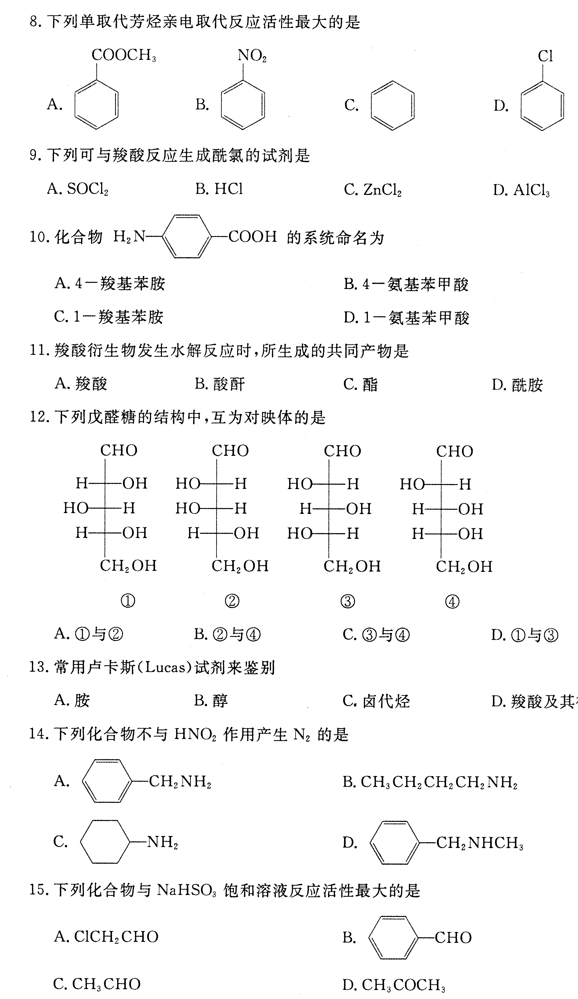 8. 下列单取代芳烃亲电取代反应活性最大的是
COOCH₃ NO₂ Cl
A. B. C. D.
9. 下列可与羧酸反应生成酰氯的试剂是
A. SOCl₂ B. HCl C. ZnCl₂ D. AlCl₃
10. 化合物 H₂N— —COOH 的系统命名为
A. 4－羧基苯胺 B. 4－氨基苯甲酸
C. 1－羧基苯胺 D. 1－氨基苯甲酸
11. 羧酸衍生物发生水解反应时，所生成的共同产物是
A. 羧酸 B. 酸酐 C. 酯 D. 酰胺
12. 下列戊醛糖的结构中，互为对映体的是
CHO CHO CHO CHO
H OH HO H HO H HO H
HO H HO H H OH H OH
H OH H OH HO H H OH
CH₂OH CH₂OH CH₂OH CH₂OH
① ② ③ ④
A. ①与② B. ②与④ C. ③与④ D. ①与③
13. 常用卢卡斯(Lucas)试剂来鉴别
A. 胺 B. 醇 C. 卤代烃 D. 羧酸及其
14. 下列化合物不与 HNO₂ 作用产生 N₂ 的是
A. —CH₂NH₂ B. CH₃CH₂CH₂CH₂NH₂
C. —NH₂ D. —CH₂NHCH₃
15. 下列化合物与 NaHSO₃ 饱和溶液反应活性最大的是
A. ClCH₂CHO B. —CHO
C. CH₃CHO D. CH₃COCH₃